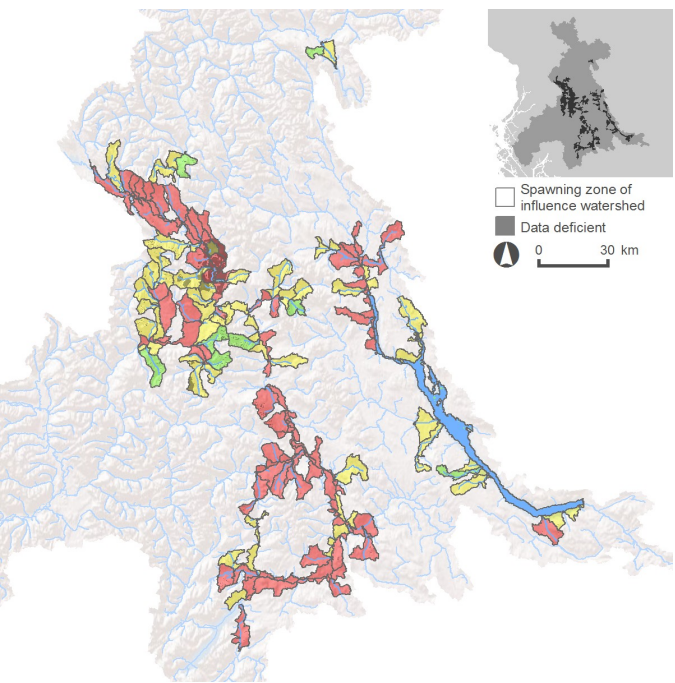 Spawning zone of
influence watershed
Data deficient
0 30 km